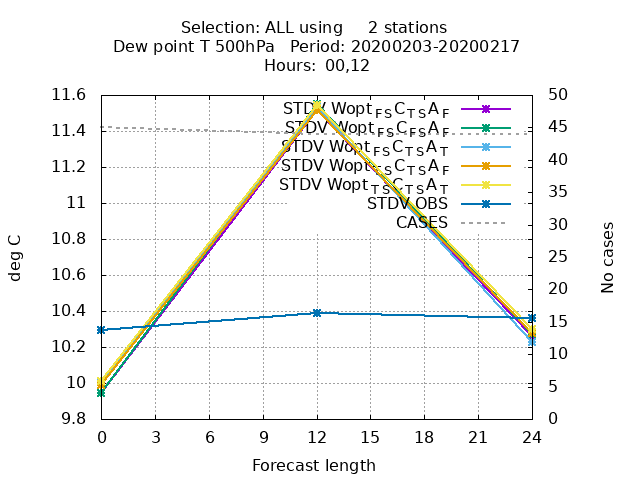 Selection: ALL using     2 stations
Dew point T 500hPa   Period: 20200203-20200217
Hours: 00,12
11.6
11.4
11.2
11
10.8
10.6
10.4
10.2
10
9.8
deg C
50
45
40
35
30
25
20
15
10
5
0
No cases
STDV Wopt_FS C_TS A_F
STDV Wopt_FS C_FS A_F
STDV Wopt_FS C_TS A_T
STDV Wopt_FS C_TS A_F
STDV Wopt_TS C_TS A_T
STDV OBS
CASES
0 3 6 9 12 15 18 21 24
Forecast length